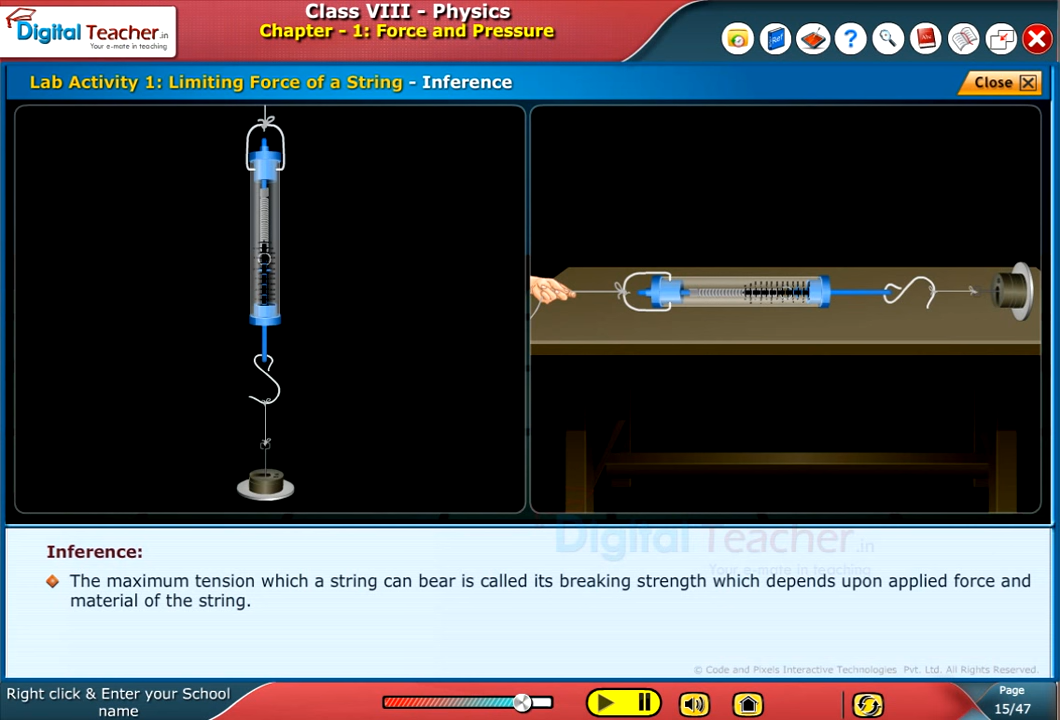 Digital Teacher.in
Your e-mate in teaching
Class VIII - Physics
Chapter - 1: Force and Pressure
Ref
Abc
?
Lab Activity 1: Limiting Force of a String - Inference
Close
Digital Teacher.in
Your e-mate in teaching
Inference:
The maximum tension which a string can bear is called its breaking strength which depends upon applied force and
material of the string.
© Code and Pixels Interactive Technologies Pvt. Ltd. All Rights Reserved.
Right click & Enter your School
name
Page
15/47